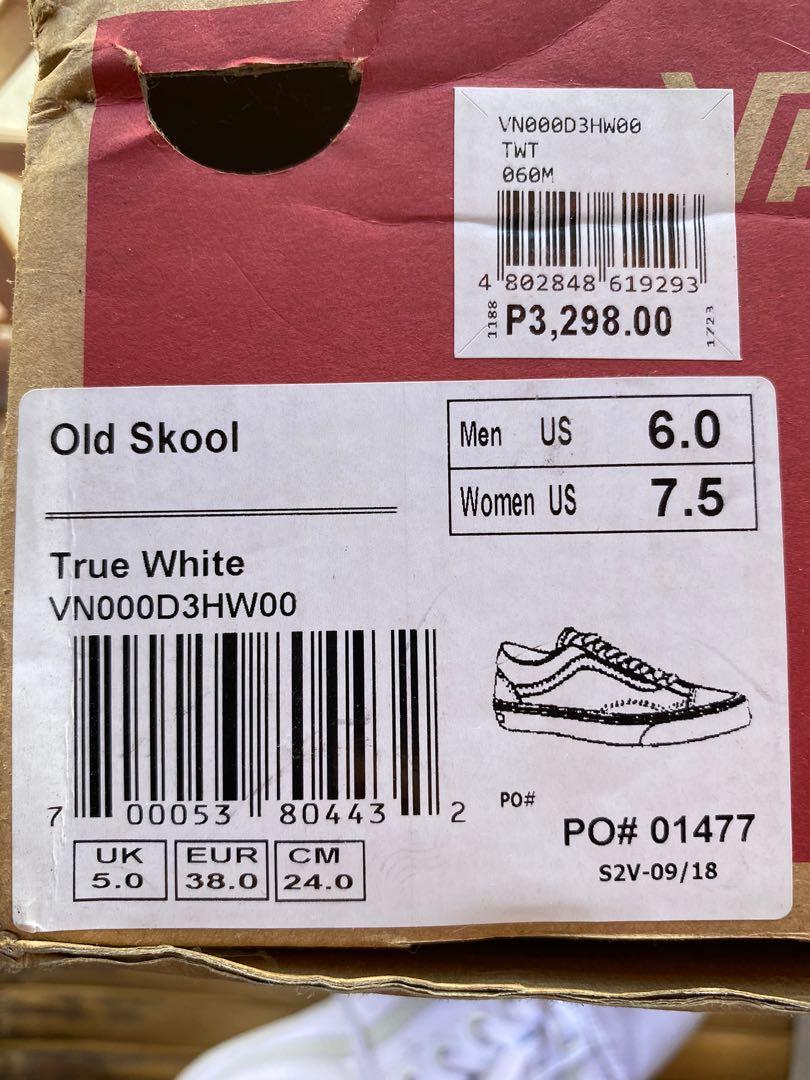 VN000D3HW00
TWT
060M
4 802848 619293
1188 P3,298.00 1723
Old Skool
Men US 6.0
Women US 7.5
True White
VN000D3HW00
7 00053 80443 2
PO#
PO# 01477
S2V-09/18
UK EUR CM
5.0 38.0 24.0